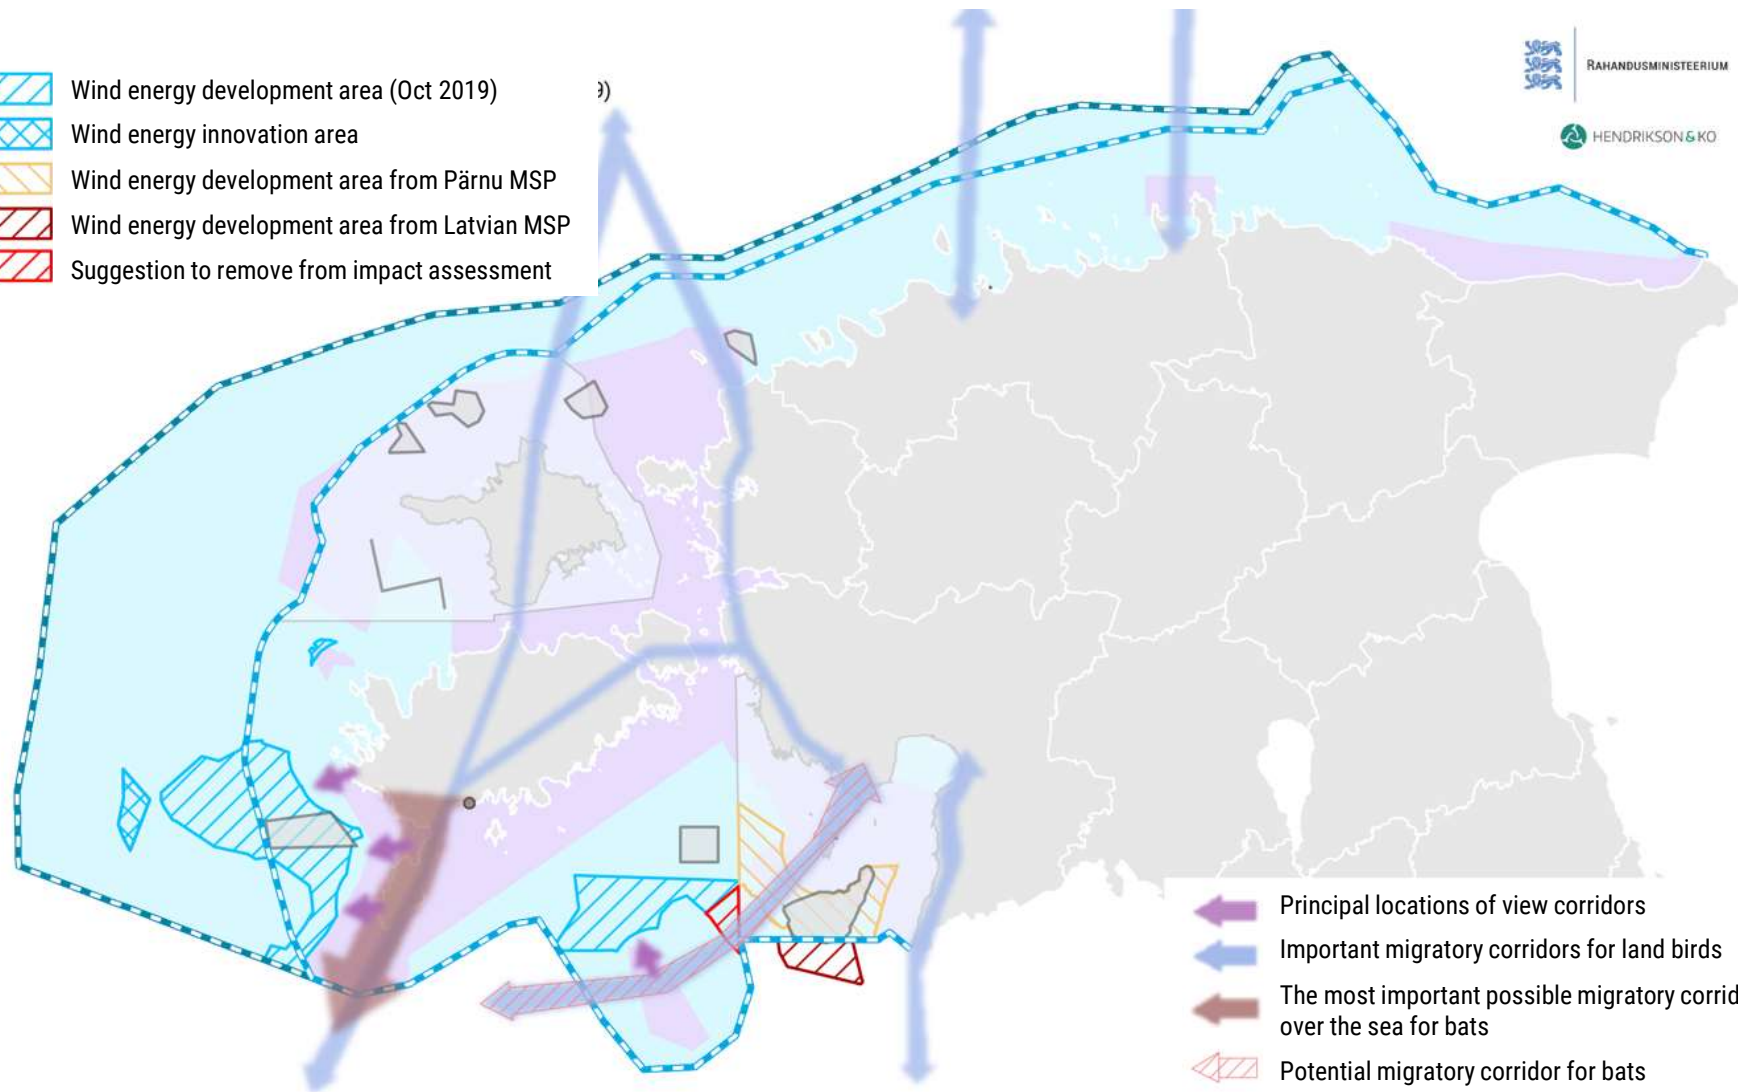 Wind energy development area (Oct 2019)
9)
Wind energy innovation area
Wind energy development area from Pärnu MSP
Wind energy development area from Latvian MSP
Suggestion to remove from impact assessment
RAHANDUSMINISTEERIUM
HENDRIKSON&KO
Principal locations of view corridors
Important migratory corridors for land birds
The most important possible migratory corrid
over the sea for bats
Potential migratory corridor for bats